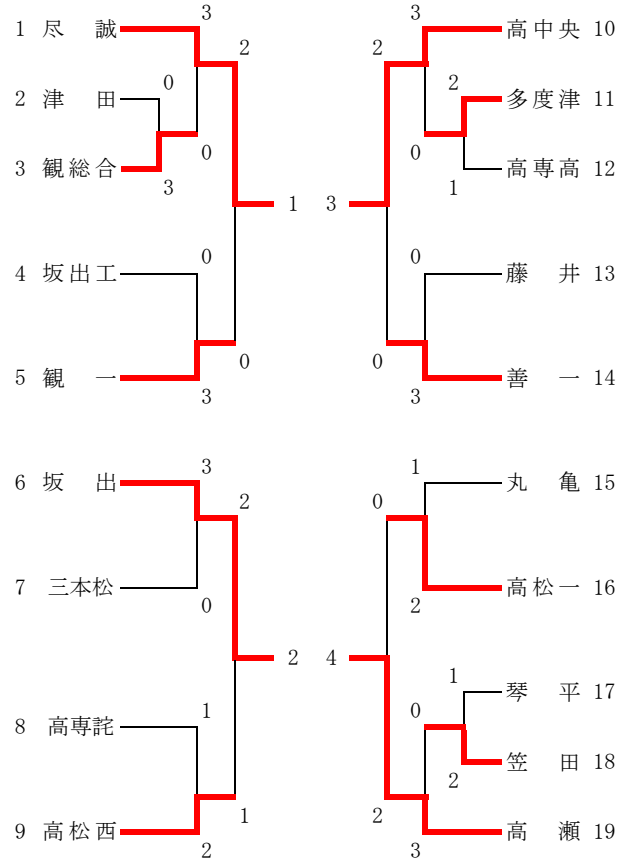 3
1 尽 誠
2
0
2 津 田
0
3 観総合
3
1
0
4 坂出工
0
5 観 一
3
3
高中央 10
2
2
多度津 11
0
高専高 12
1
3
0
藤 井 13
0
善 一 14
3
3
6 坂 出
2
7 三本松
0
2
1
8 高専詫
1
9 高松西
2
1
丸 亀 15
0
高松一 16
2
4
1
琴 平 17
0
笠 田 18
2
2
高 瀬 19
3